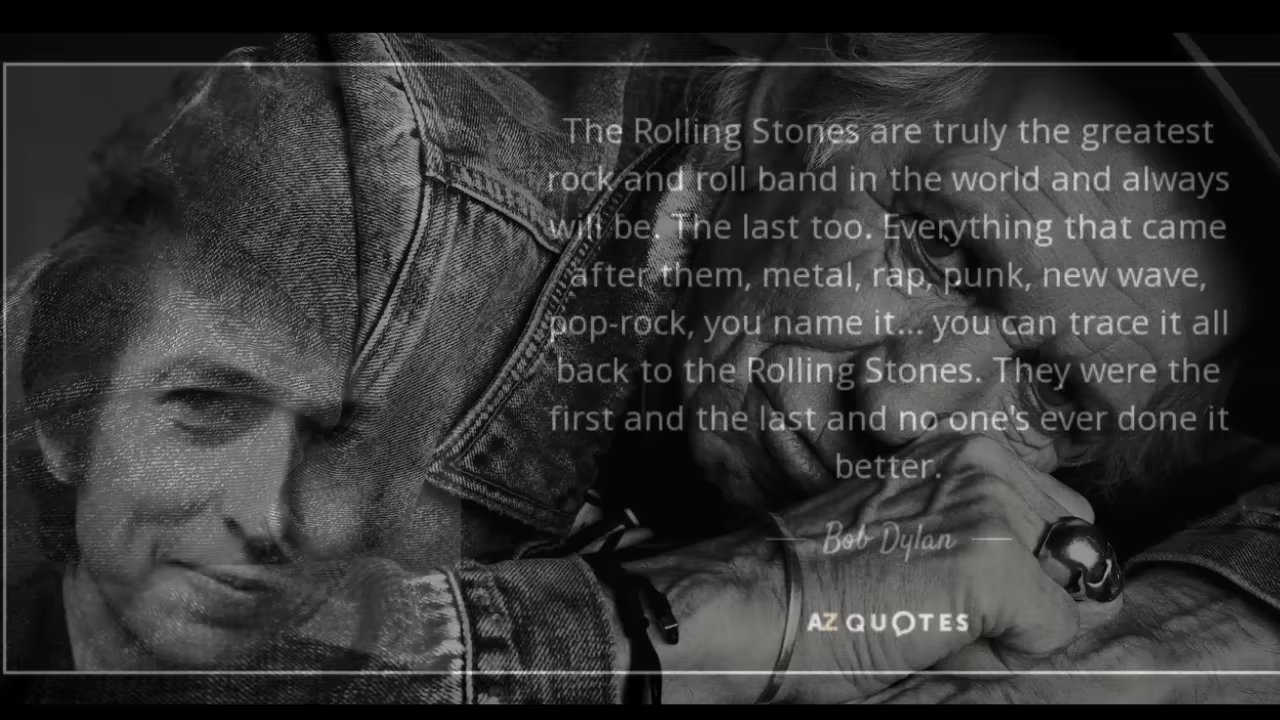 The Rolling Stones are truly the greatest
rock and roll band in the world and always
will be. The last too. Everything that came
after them, metal, rap, punk, new wave,
pop-rock, you name it... you can trace it all
back to the Rolling Stones. They were the
first and the last and no one's ever done it
better.
Bob Dylan
AZ QUOTES